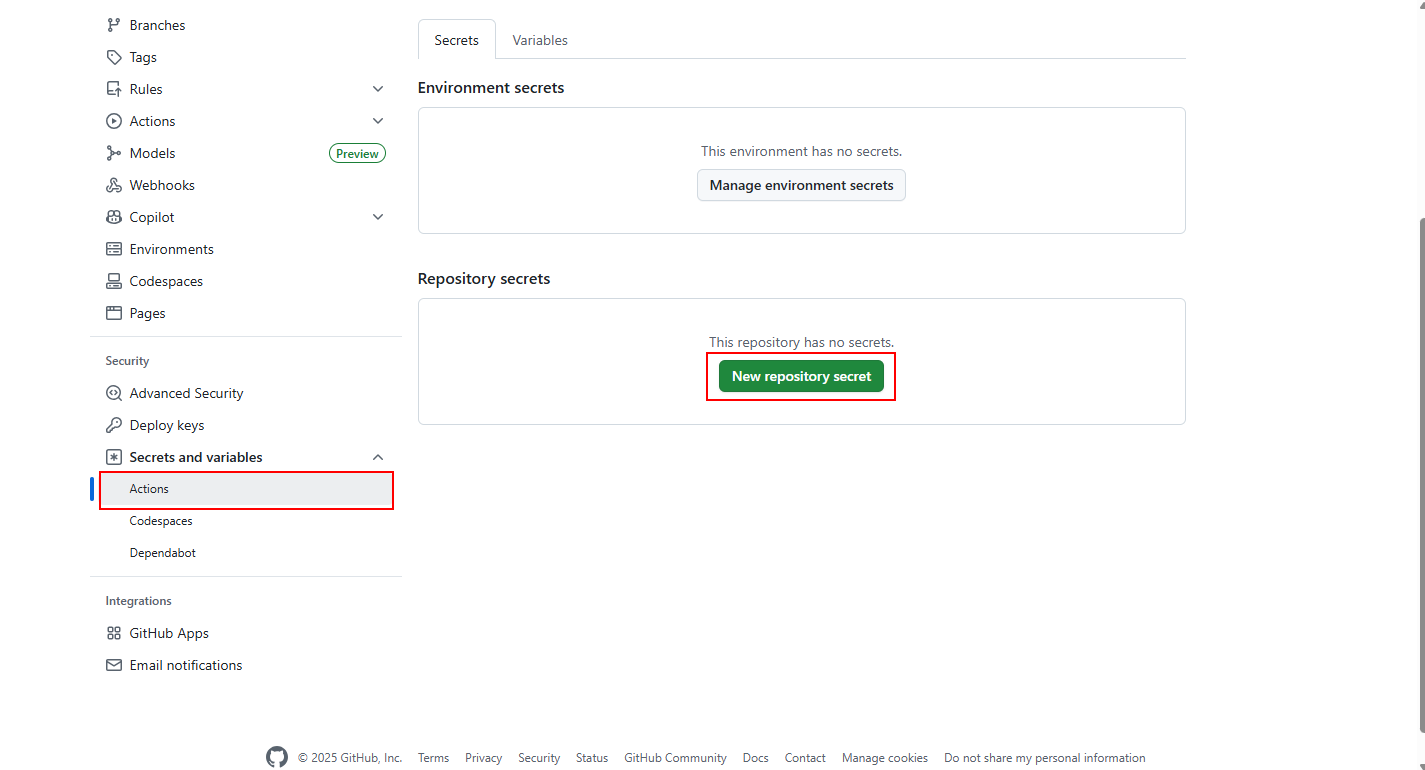 Branches
Tags
Rules
Actions
Models
Preview
Webhooks
Copilot
Environments
Codespaces
Pages
Security
Advanced Security
Deploy keys
Secrets and variables
Actions
Codespaces
Dependabot
Integrations
GitHub Apps
Email notifications
Secrets
Variables
Environment secrets
This environment has no secrets.
Manage environment secrets
Repository secrets
This repository has no secrets.
New repository secret
© 2025 GitHub, Inc. Terms Privacy Security Status GitHub Community Docs Contact Manage cookies Do not share my personal information